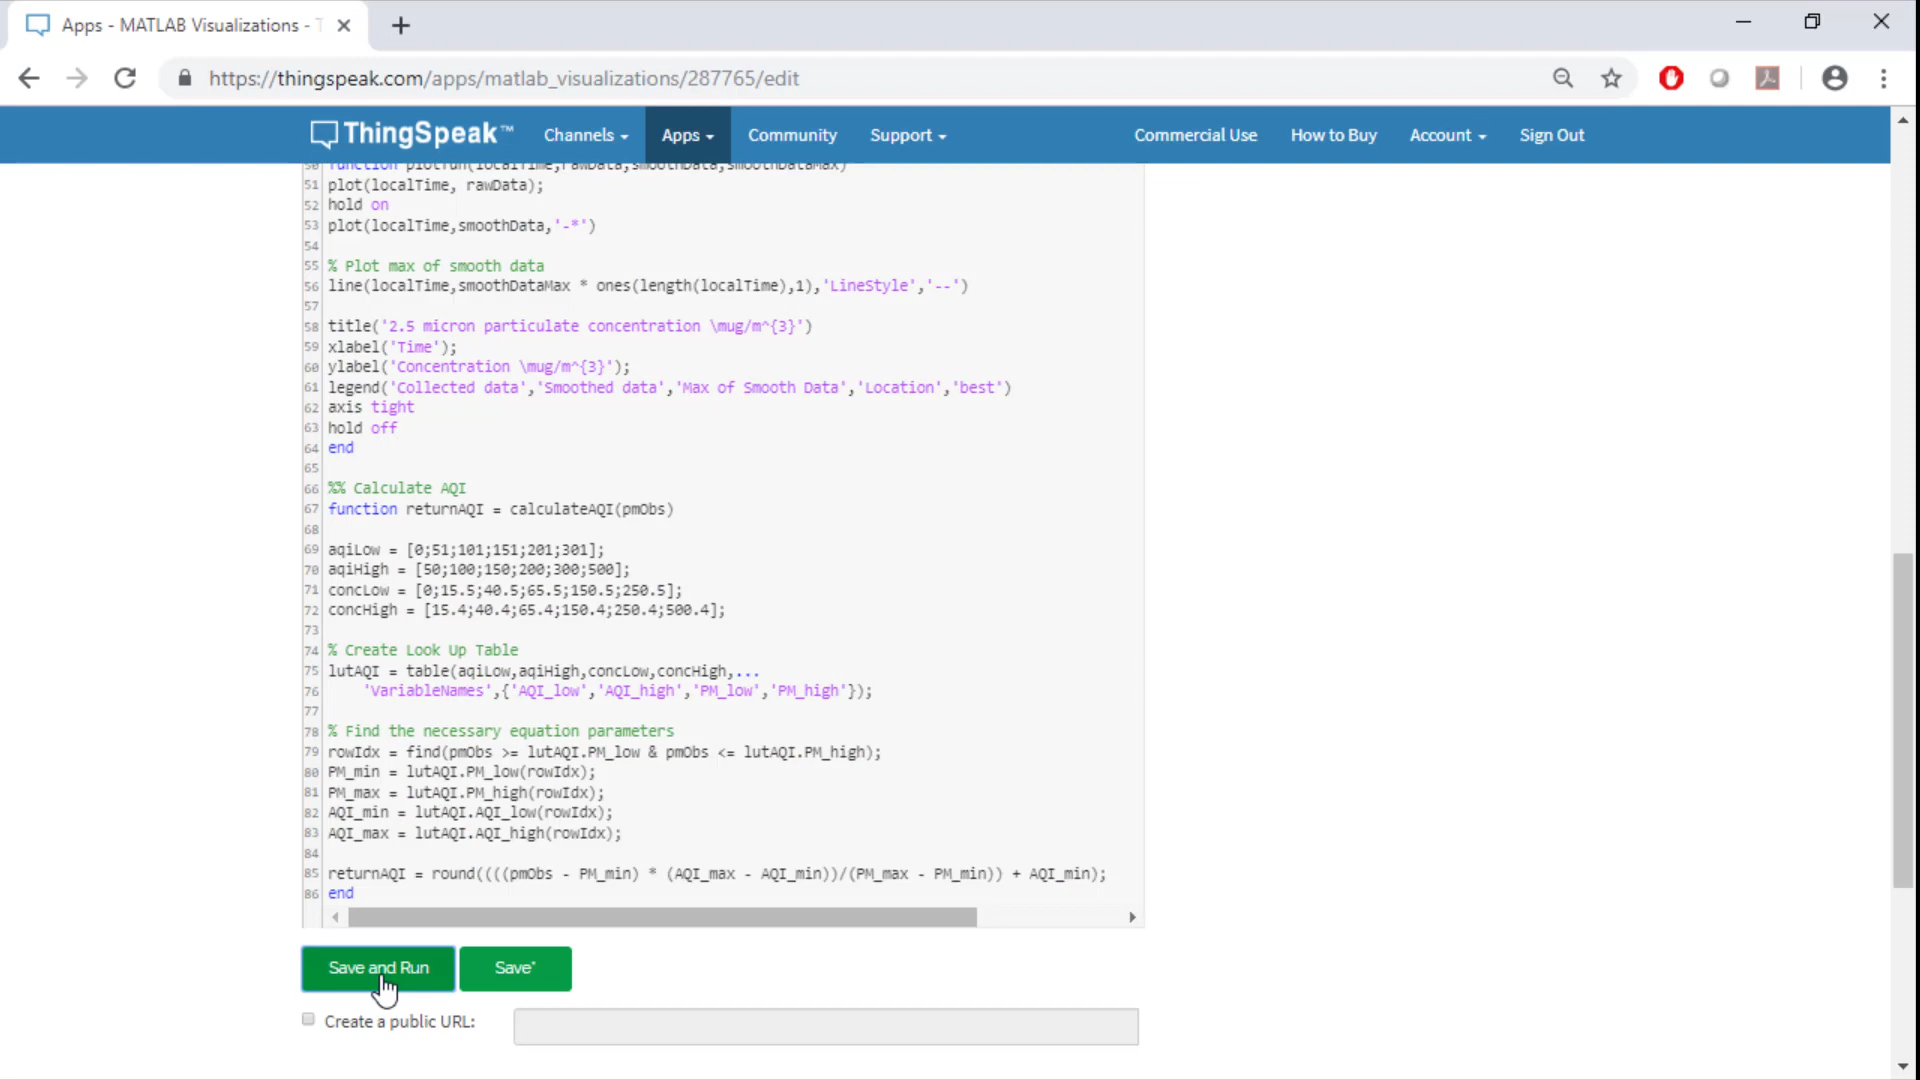 Apps - MATLAB Visualizations - T
https://thingspeak.com/apps/matlab_visualizations/287765/edit
ThingSpeak™ Channels Apps Community Support Commercial Use How to Buy Account Sign Out
50 function plotFun(localTime,rawData,smoothData,smoothDataMax)
51 plot(localTime, rawData);
52 hold on
53 plot(localTime,smoothData,'-*')
54
55 % Plot max of smooth data
56 line(localTime,smoothDataMax * ones(length(localTime),1),'LineStyle','--')
57
58 title('2.5 micron particulate concentration \mug/m^{3}')
59 xlabel('Time');
60 ylabel('Concentration \mug/m^{3}');
61 legend('Collected data','Smoothed data','Max of Smooth Data','Location','best')
62 axis tight
63 hold off
64 end
65
66 %% Calculate AQI
67 function returnAQI = calculateAQI(pmObs)
68
69 aqiLow = [0;51;101;151;201;301];
70 aqiHigh = [50;100;150;200;300;500];
71 concLow = [0;15.5;40.5;65.5;150.5;250.5];
72 concHigh = [15.4;40.4;65.4;150.4;250.4;500.4];
73
74 % Create Look Up Table
75 lutAQI = table(aqiLow,aqiHigh,concLow,concHigh,...
76 'VariableNames',{'AQI_low','AQI_high','PM_low','PM_high'});
77
78 % Find the necessary equation parameters
79 rowIdx = find(pmObs >= lutAQI.PM_low & pmObs <= lutAQI.PM_high);
80 PM_min = lutAQI.PM_low(rowIdx);
81 PM_max = lutAQI.PM_high(rowIdx);
82 AQI_min = lutAQI.AQI_low(rowIdx);
83 AQI_max = lutAQI.AQI_high(rowIdx);
84
85 returnAQI = round((((pmObs - PM_min) * (AQI_max - AQI_min))/(PM_max - PM_min)) + AQI_min);
86 end
Save and Run Save*
Create a public URL: